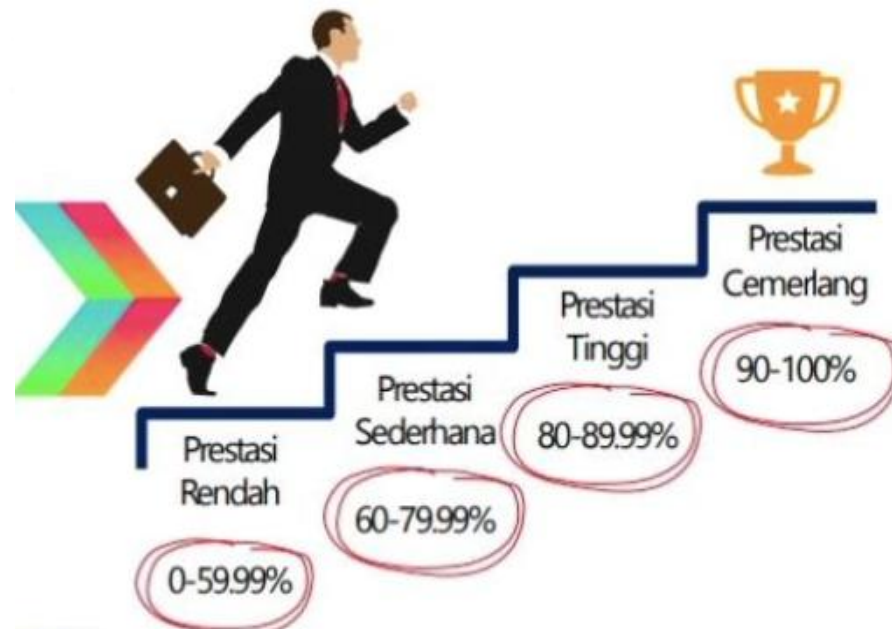 Prestasi
Rendah
0-59.99%
Prestasi
Sederhana
60-79.99%
Prestasi
Tinggi
80-89.99%
Prestasi
Cemerlang
90-100%